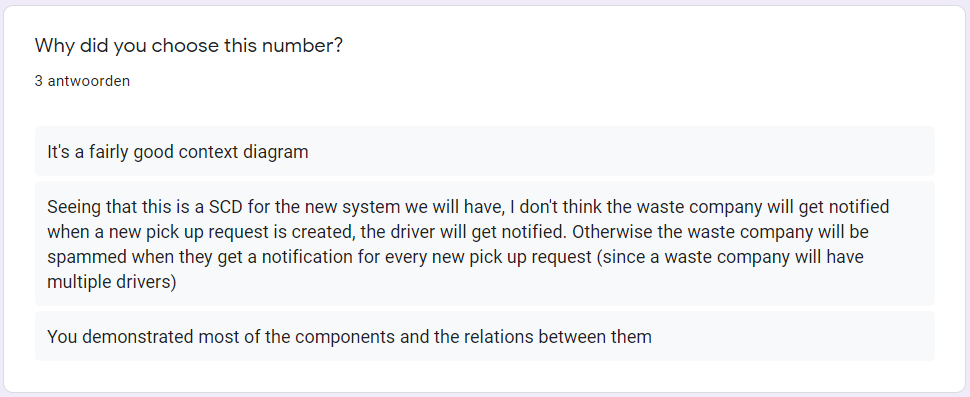 Why did you choose this number?
3 antwoorden
It's a fairly good context diagram
Seeing that this is a SCD for the new system we will have, I don't think the waste company will get notified
when a new pick up request is created, the driver will get notified. Otherwise the waste company will be
spammed when they get a notification for every new pick up request (since a waste company will have
multiple drivers)
You demonstrated most of the components and the relations between them